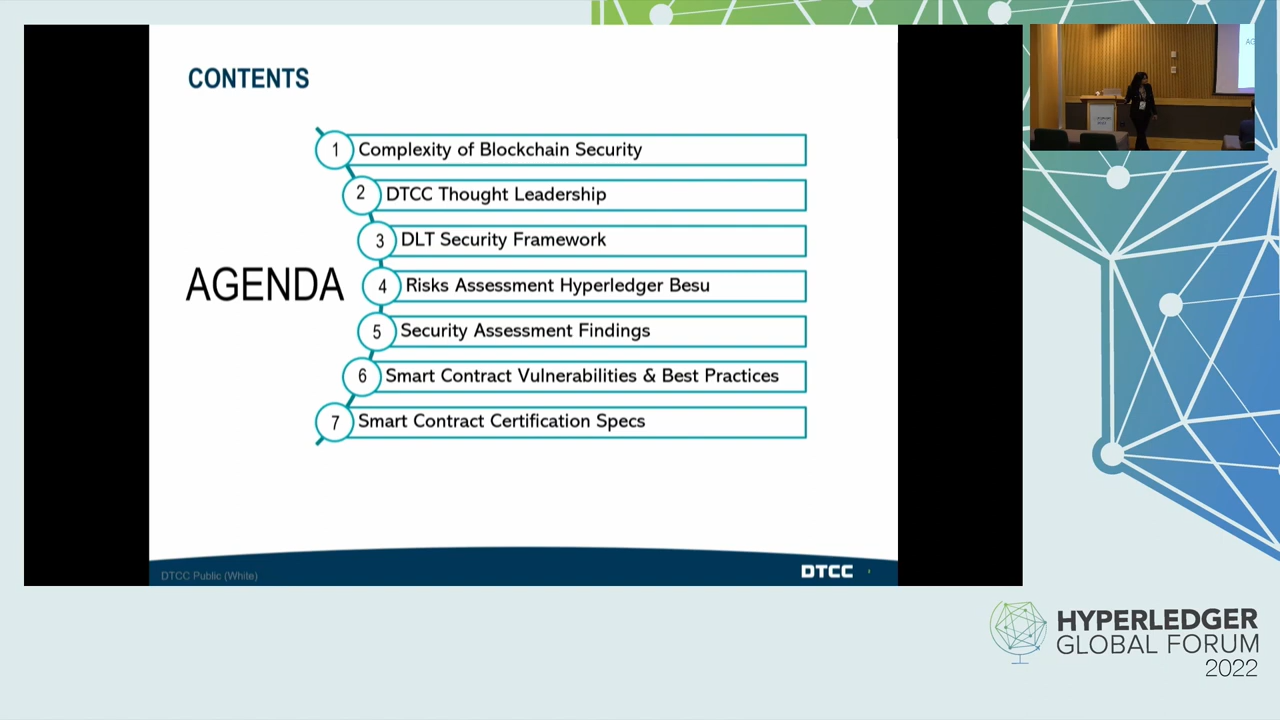 CONTENTS
AGENDA
1 Complexity of Blockchain Security
2 DTCC Thought Leadership
3 DLT Security Framework
4 Risks Assessment Hyperledger Besu
5 Security Assessment Findings
6 Smart Contract Vulnerabilities & Best Practices
7 Smart Contract Certification Specs
DTCC Public (White)
DTCC
HYPERLEDGER
GLOBAL FORUM
2022